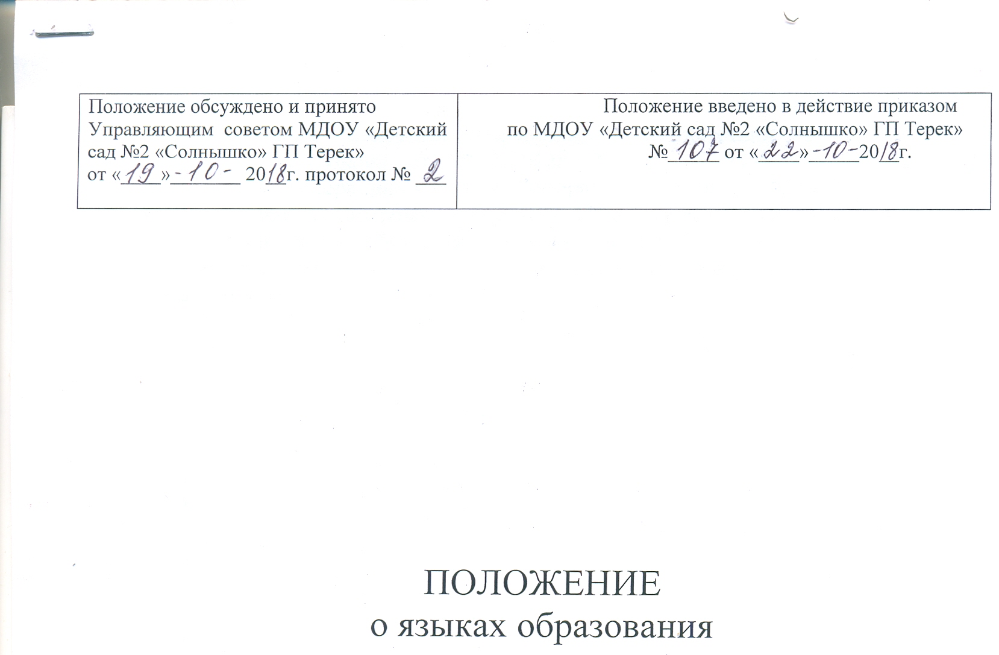 Положение обсуждено и принято
Управляющим советом МДОУ «Детский
сад №2 «Солнышко» ГП Терек»
от «19»-10- 2018г. протокол № 2
Положение введено в действие приказом
по МДОУ «Детский сад №2 «Солнышко» ГП Терек»
№ 107 от «22»-10-2018г.
ПОЛОЖЕНИЕ
о языках образования